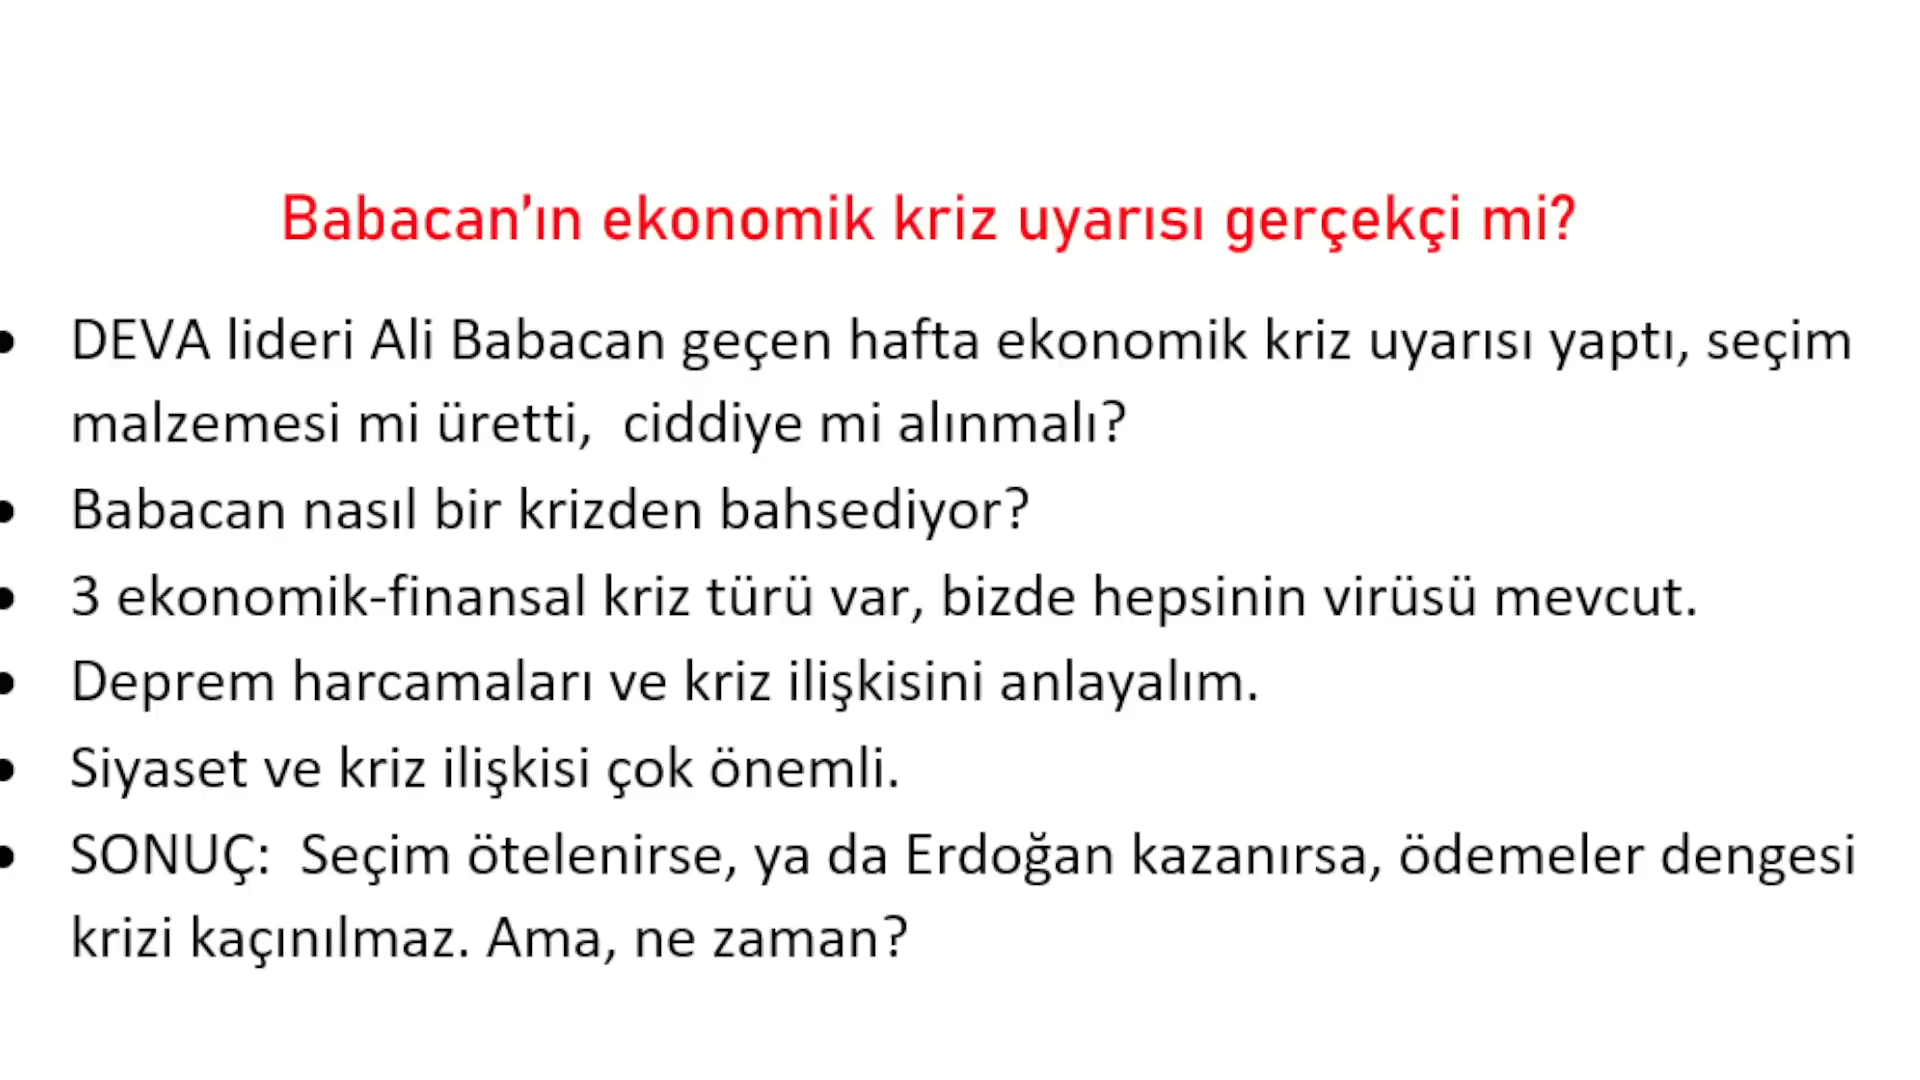 Babacan’ın ekonomik kriz uyarısı gerçekçi mi?
• DEVA lideri Ali Babacan geçen hafta ekonomik kriz uyarısı yaptı, seçim
malzemesi mi üretti,  ciddiye mi alınmalı?
• Babacan nasıl bir krizden bahsediyor?
• 3 ekonomik-finansal kriz türü var, bizde hepsinin virüsü mevcut.
• Deprem harcamaları ve kriz ilişkisini anlayalım.
• Siyaset ve kriz ilişkisi çok önemli.
• SONUÇ:  Seçim ötelenirse, ya da Erdoğan kazanırsa, ödemeler dengesi
krizi kaçınılmaz. Ama, ne zaman?